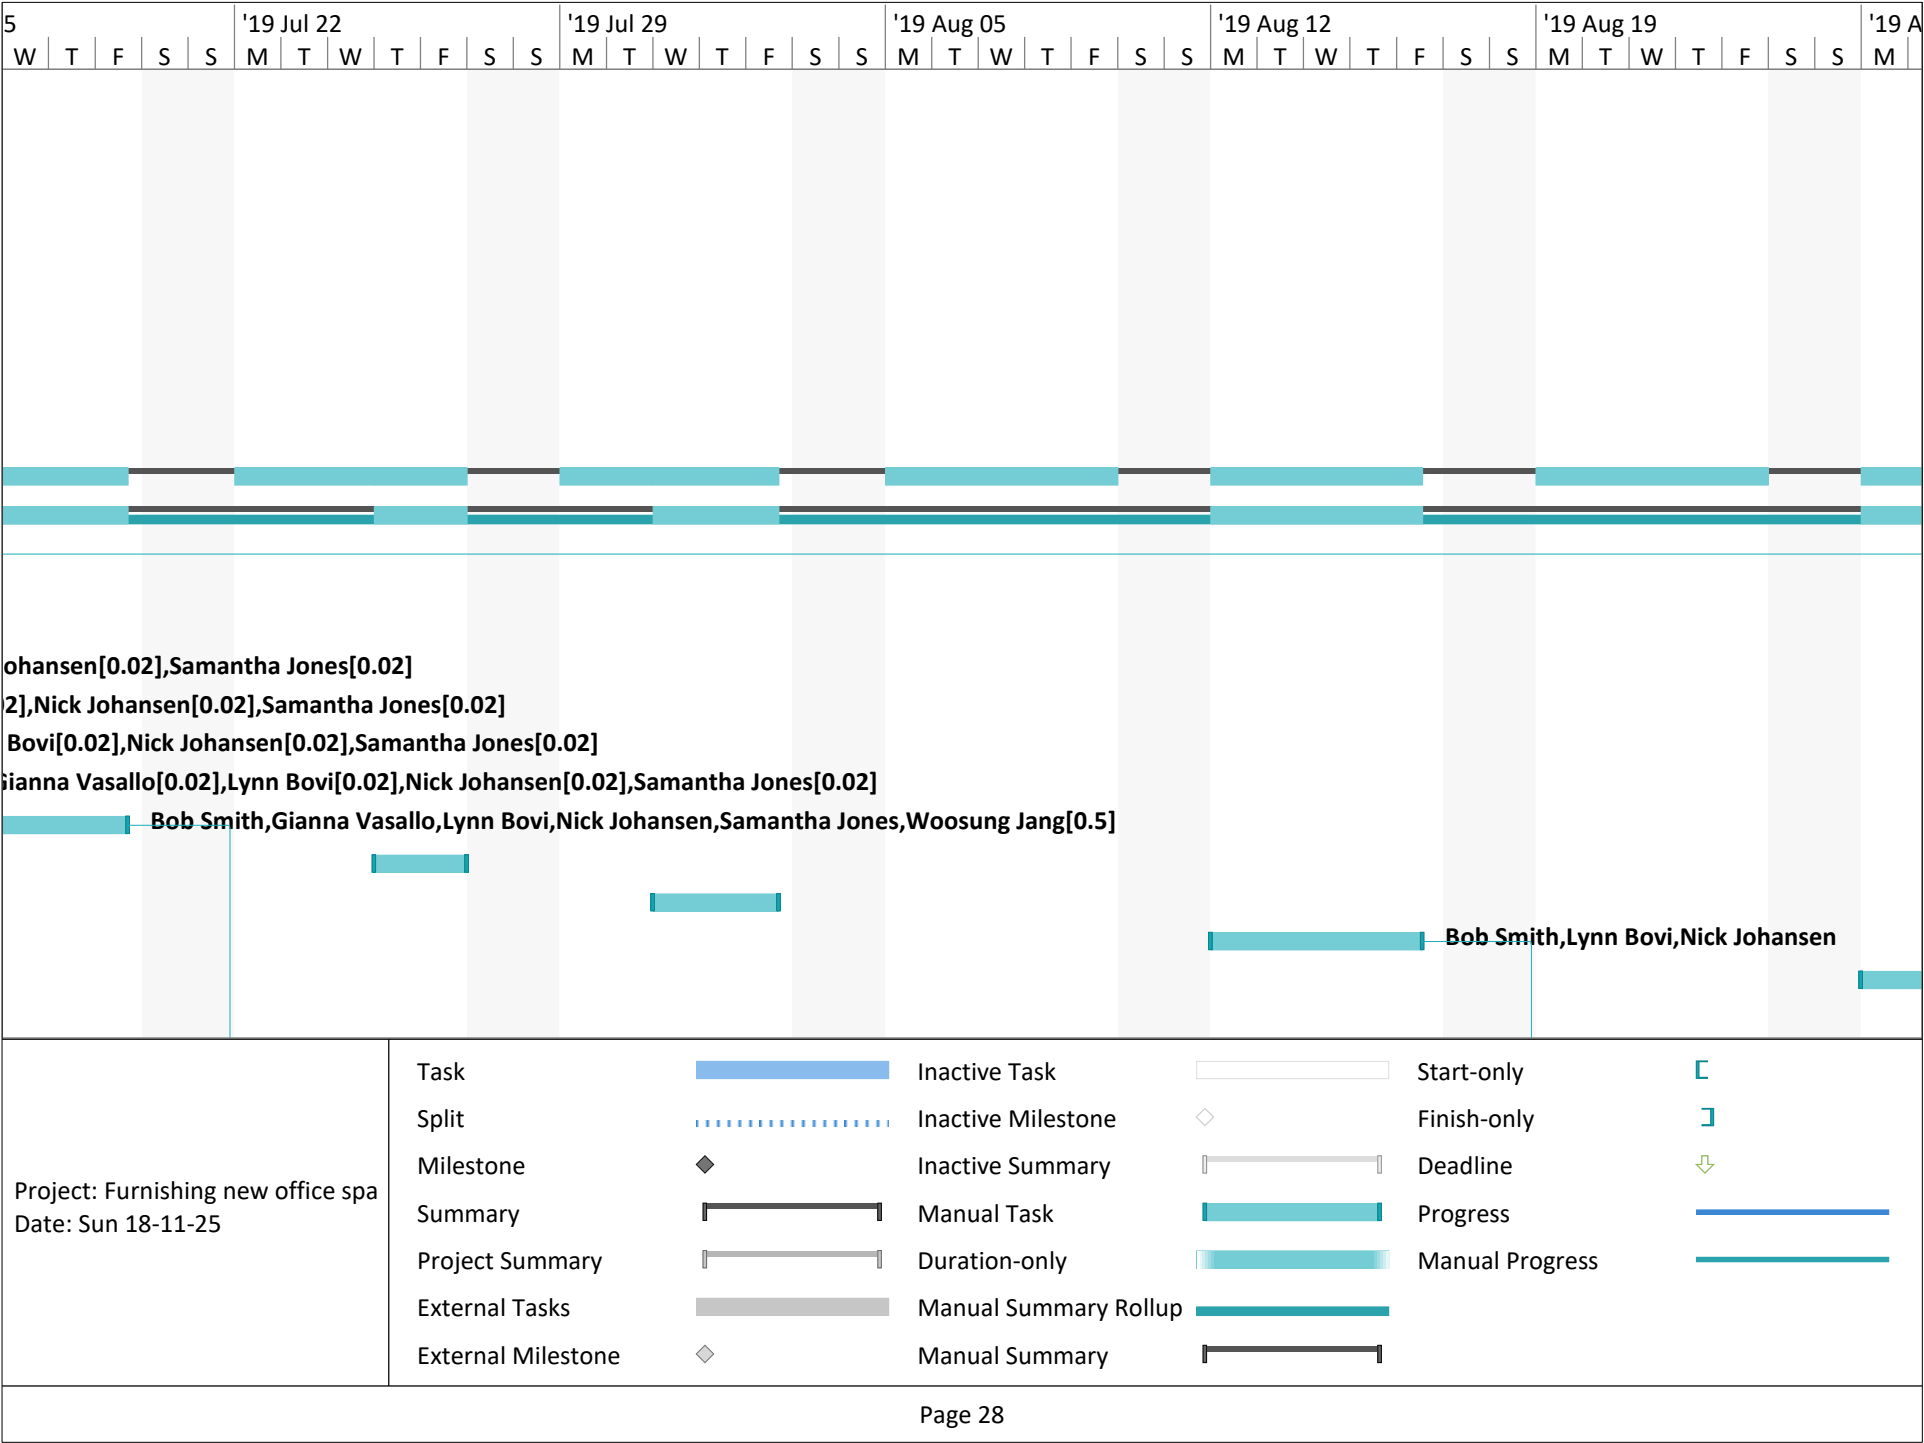 5 '19 Jul 22 '19 Jul 29 '19 Aug 05 '19 Aug 12 '19 Aug 19 '19 A
W T F S S M T W T F S S M T W T F S S M T W T F S S M T W T F S S M T W T F S S M
ohansen[0.02],Samantha Jones[0.02]
2],Nick Johansen[0.02],Samantha Jones[0.02]
Bovi[0.02],Nick Johansen[0.02],Samantha Jones[0.02]
Gianna Vasallo[0.02],Lynn Bovi[0.02],Nick Johansen[0.02],Samantha Jones[0.02]
Bob Smith,Gianna Vasallo,Lynn Bovi,Nick Johansen,Samantha Jones,Woosung Jang[0.5]
Bob Smith,Lynn Bovi,Nick Johansen
Project: Furnishing new office spa
Date: Sun 18-11-25
Task
Split
Milestone
Summary
Project Summary
External Tasks
External Milestone
Inactive Task
Inactive Milestone
Inactive Summary
Manual Task
Duration-only
Manual Summary Rollup
Manual Summary
Start-only
Finish-only
Deadline
Progress
Manual Progress
Page 28